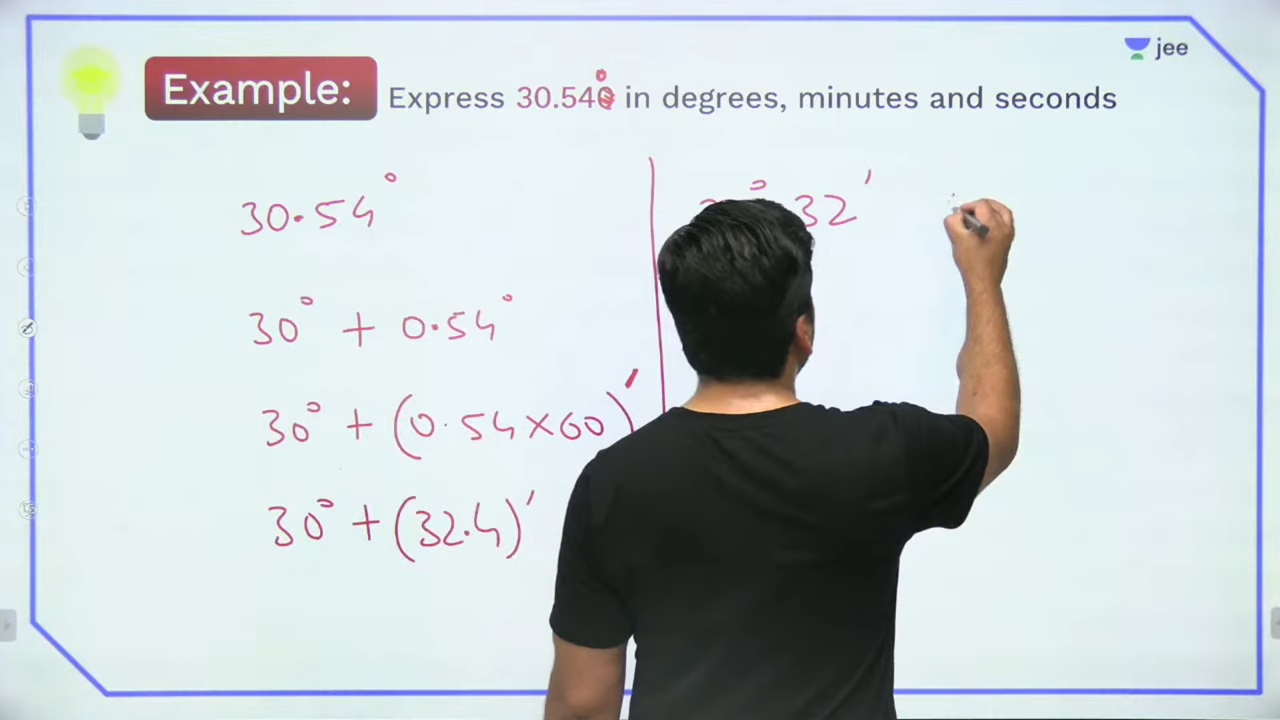 jee
Example: Express 30.54° in degrees, minutes and seconds
30.54°
30° + 0.54°
30° + (0.54×60)'
30° + (32.4)'
° 32'